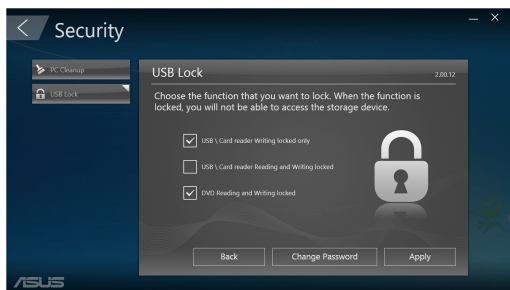 Security
PC Cleanup
USB Lock
USB Lock
2.00.12
Choose the function that you want to lock. When the function is
locked, you will not be able to access the storage device.
USB \ Card reader Writing locked only
USB \ Card reader Reading and Writing locked
DVD Reading and Writing locked
Back
Change Password
Apply
ASUS